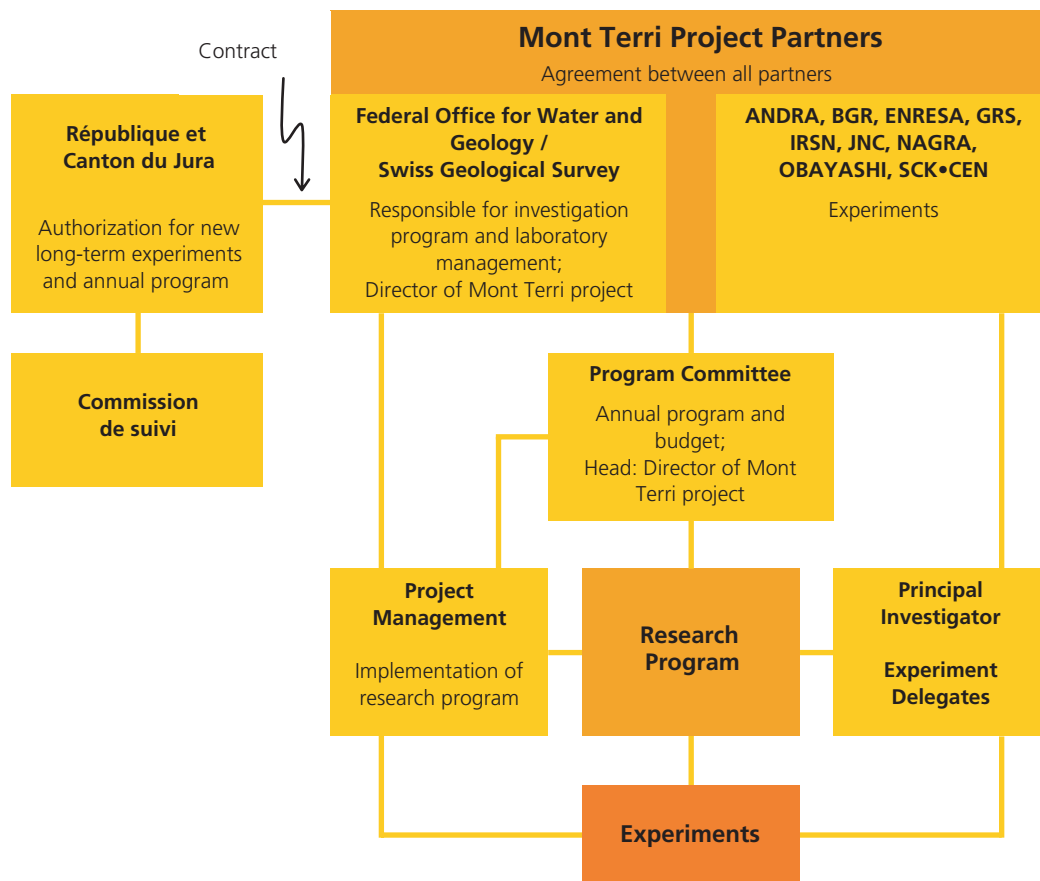 Contract
Mont Terri Project Partners
Agreement between all partners
République et
Canton du Jura
Authorization for new
long-term experiments
and annual program
Federal Office for Water and
Geology /
Swiss Geological Survey
Responsible for investigation
program and laboratory
management;
Director of Mont Terri project
ANDRA, BGR, ENRESA, GRS,
IRSN, JNC, NAGRA,
OBAYASHI, SCK•CEN
Experiments
Commission
de suivi
Program Committee
Annual program and
budget;
Head: Director of Mont
Terri project
Project
Management
Implementation of
research program
Research
Program
Principal
Investigator
Experiment
Delegates
Experiments